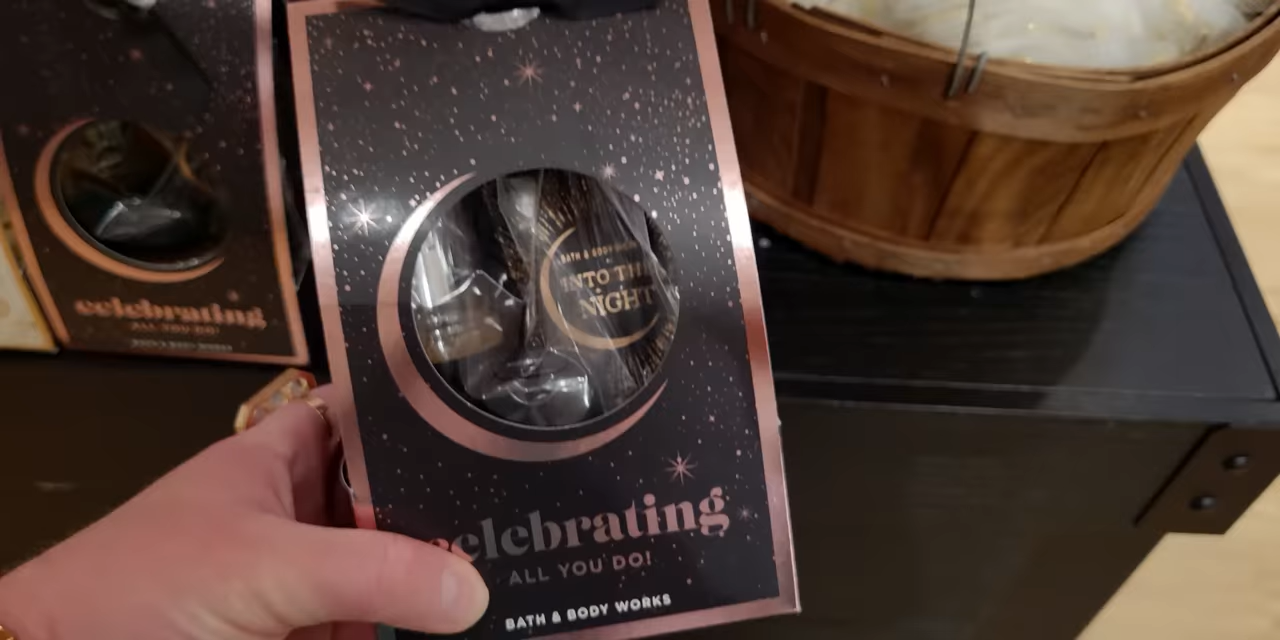 BATH & BODY WORKS
INTO THE
NIGHT
celebrating
ALL YOU DO!
BATH & BODY WORKS
celebrating
ALL YOU DO!